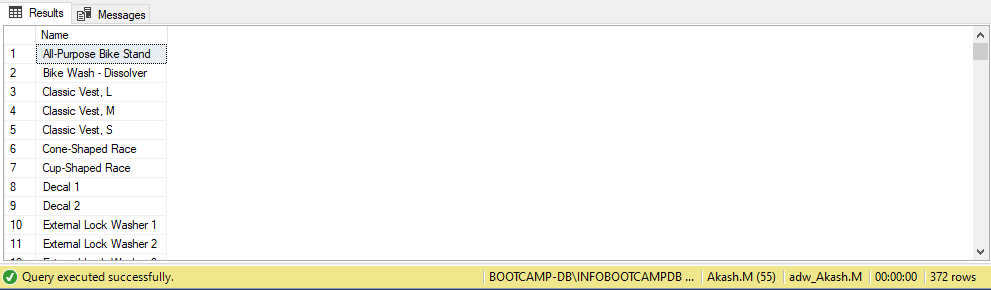 Results Messages
Name
1 All-Purpose Bike Stand
2 Bike Wash - Dissolver
3 Classic Vest, L
4 Classic Vest, M
5 Classic Vest, S
6 Cone-Shaped Race
7 Cup-Shaped Race
8 Decal 1
9 Decal 2
10 External Lock Washer 1
11 External Lock Washer 2
Query executed successfully. BOOTCAMP-DB\INFOBOOTCAMPDB ... Akash.M (55) adw_Akash.M 00:00:00 372 rows